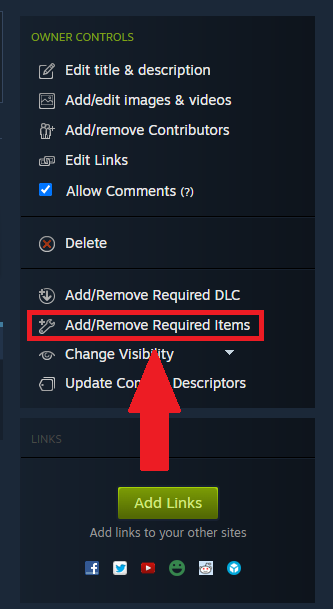 OWNER CONTROLS
Edit title & description
Add/edit images & videos
Add/remove Contributors
Edit Links
Allow Comments (?)
Delete
Add/Remove Required DLC
Add/Remove Required Items
Change Visibility
Update Descriptors
LINKS
Add Links
Add links to your other sites